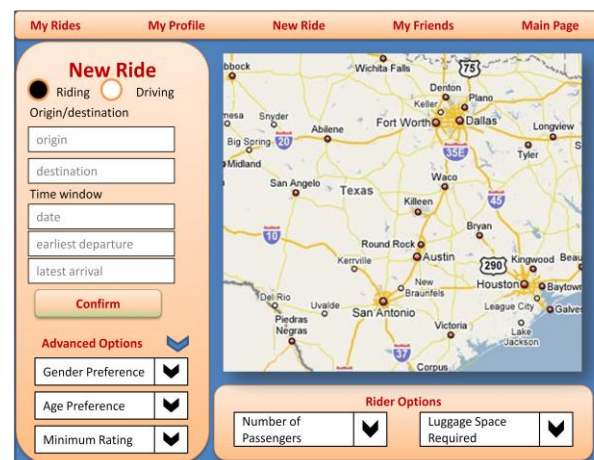 My Rides
My Profile
New Ride
My Friends
Main Page
New Ride
Riding
Driving
Origin/destination
origin
destination
Time window
date
earliest departure
latest arrival
Confirm
Advanced Options
Gender Preference
Age Preference
Minimum Rating
bbock
Wichita Falls
75
Denton
Keller
Plano
mesa
Snyder
Abilene
Fort Worth
Dallas
Longview
Big Spring
20
35E
Tyler
S
Midland
San Angelo
Texas
Waco
Killeen
45
10
Bryan
Round Rock
Austin
290
Kingwood
Beau
Kerrville
Houston
Baytown
Del Rio
Uvalde
New
Braunfels
League City
Galves
San Antonio
Piedras
Negras
Victoria
Lake
Jackson
37
Corpus
Rider Options
Number of
Passengers
Luggage Space
Required